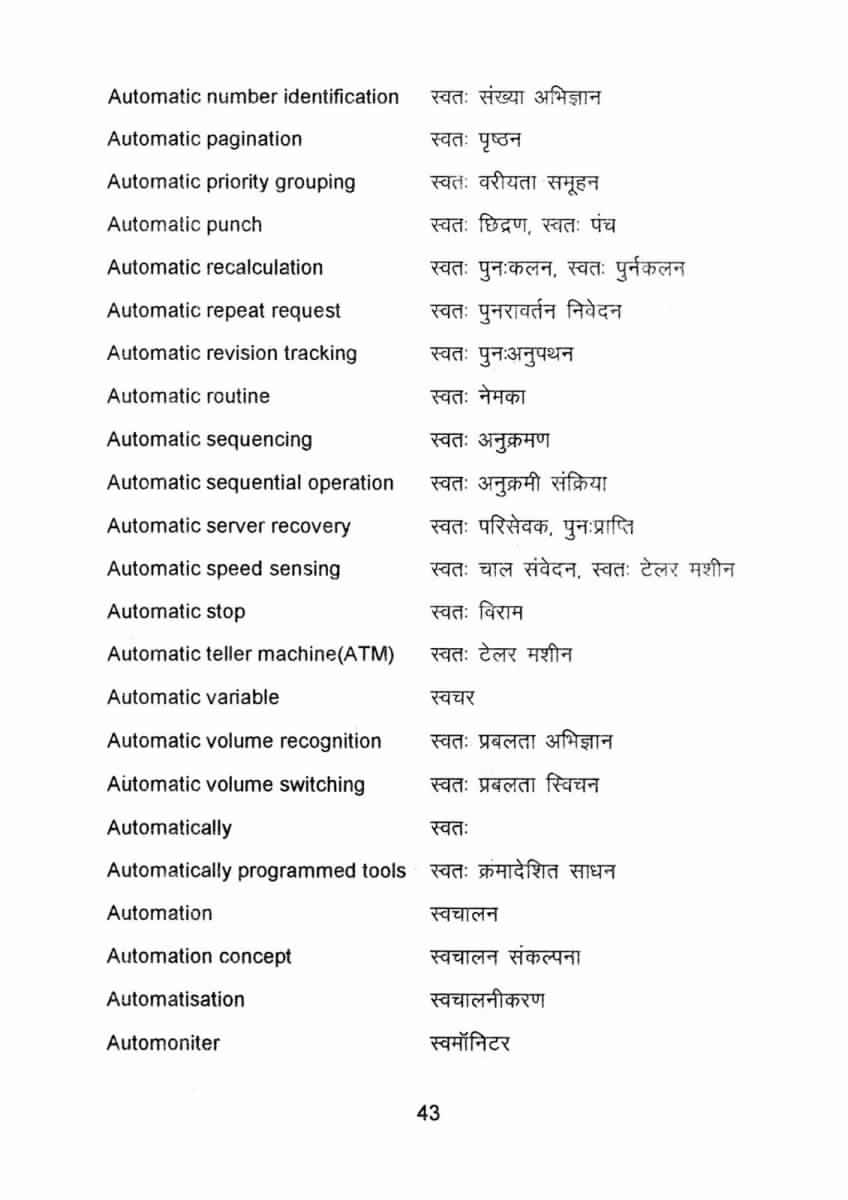 Automatic number identification स्वतः संख्या अभिज्ञान
Automatic pagination स्वतः पृष्ठन
Automatic priority grouping स्वतः वरीयता समूहन
Automatic punch स्वतः छिद्रण, स्वतः पंच
Automatic recalculation स्वतः पुनःकलन, स्वतः पुर्नकलन
Automatic repeat request स्वतः पुनरावर्तन निवेदन
Automatic revision tracking स्वतः पुनःअनुपथन
Automatic routine स्वतः नेमका
Automatic sequencing स्वतः अनुक्रमण
Automatic sequential operation स्वतः अनुक्रमी संक्रिया
Automatic server recovery स्वतः परिसेवक, पुनःप्राप्ति
Automatic speed sensing स्वतः चाल संवेदन, स्वतः टेलर मशीन
Automatic stop स्वतः विराम
Automatic teller machine(ATM) स्वतः टेलर मशीन
Automatic variable स्वचर
Automatic volume recognition स्वतः प्रबलता अभिज्ञान
Automatic volume switching स्वतः प्रबलता स्विचन
Automatically स्वतः
Automatically programmed tools स्वतः क्रमादेशित साधन
Automation स्वचालन
Automation concept स्वचालन संकल्पना
Automatisation स्वचालनीकरण
Automoniter स्वमॉनिटर
43